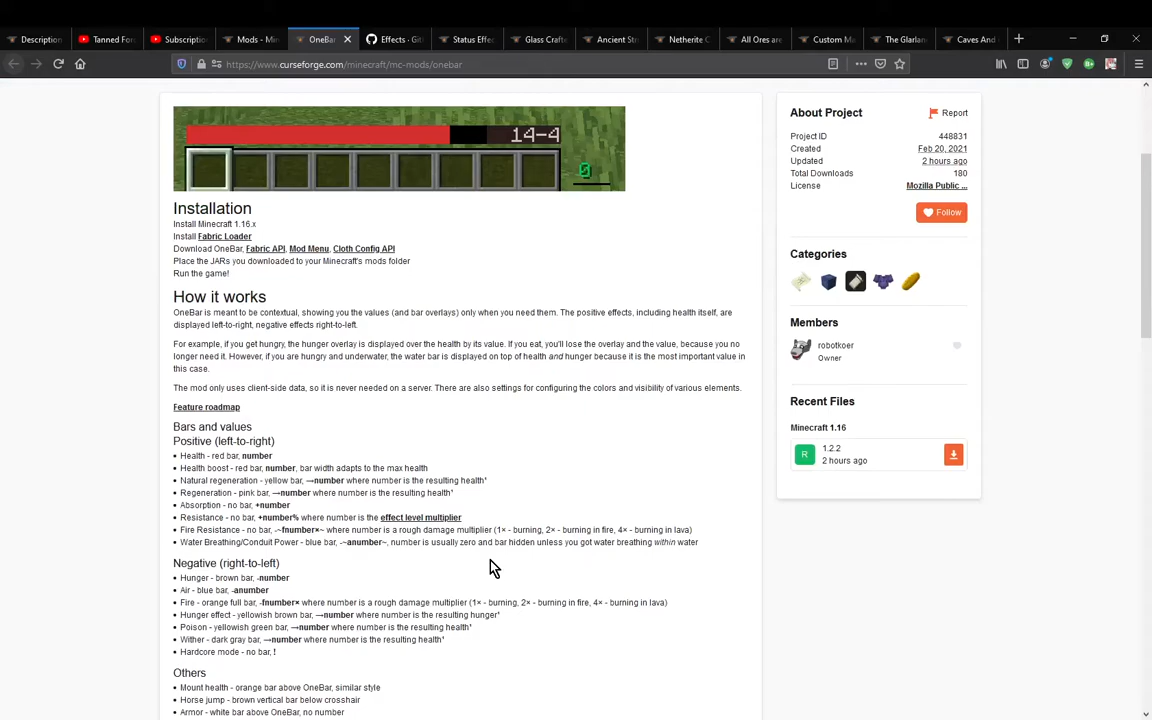 Description
Tanned For
Subscription
Mods - Min
OneBar
Effects · Git
Status Effec
Glass Crafte
Ancient Str
Netherite C
All Ores are
Custom Ma
The Glarlan
Caves And
https://www.curseforge.com/minecraft/mc-mods/onebar
14-4
0
Installation
Install Minecraft 1.16.x
Install Fabric Loader
Download OneBar, Fabric API, Mod Menu, Cloth Config API
Place the JARs you downloaded to your Minecraft's mods folder
Run the game!
How it works
OneBar is meant to be contextual, showing you the values (and bar overlays) only when you need them. The positive effects, including health itself, are
displayed left-to-right, negative effects right-to-left.
For example, if you get hungry, the hunger overlay is displayed over the health by its value. If you eat, you'll lose the overlay and the value, because you no
longer need it. However, if you are hungry and underwater, the water bar is displayed on top of health and hunger because it is the most important value in
this case.
The mod only uses client-side data, so it is never needed on a server. There are also settings for configuring the colors and visibility of various elements.
Feature roadmap
Bars and values
Positive (left-to-right)
• Health - red bar, number
• Health boost - red bar, number, bar width adapts to the max health
• Natural regeneration - yellow bar, →number where number is the resulting health'
• Regeneration - pink bar, →number where number is the resulting health'
• Absorption - no bar, +number
• Resistance - no bar, +number% where number is the effect level multiplier
• Fire Resistance - no bar, -~fnumber×~ where number is a rough damage multiplier (1× - burning, 2× - burning in fire, 4× - burning in lava)
• Water Breathing/Conduit Power - blue bar, -~anumber~, number is usually zero and bar hidden unless you got water breathing within water
Negative (right-to-left)
• Hunger - brown bar, -number
• Air - blue bar, -anumber
• Fire - orange full bar, -fnumber× where number is a rough damage multiplier (1× - burning, 2× - burning in fire, 4× - burning in lava)
• Hunger effect - yellowish brown bar, →number where number is the resulting hunger'
• Poison - yellowish green bar, →number where number is the resulting health'
• Wither - dark gray bar, →number where number is the resulting health'
• Hardcore mode - no bar, !
Others
• Mount health - orange bar above OneBar, similar style
• Horse jump - brown vertical bar below crosshair
• Armor - white bar above OneBar, no number
About Project
Report
Project ID 448831
Created Feb 20, 2021
Updated 2 hours ago
Total Downloads 180
License Mozilla Public ...
Follow
Categories
Members
robotkoer
Owner
Recent Files
Minecraft 1.16
R 1.2.2
2 hours ago